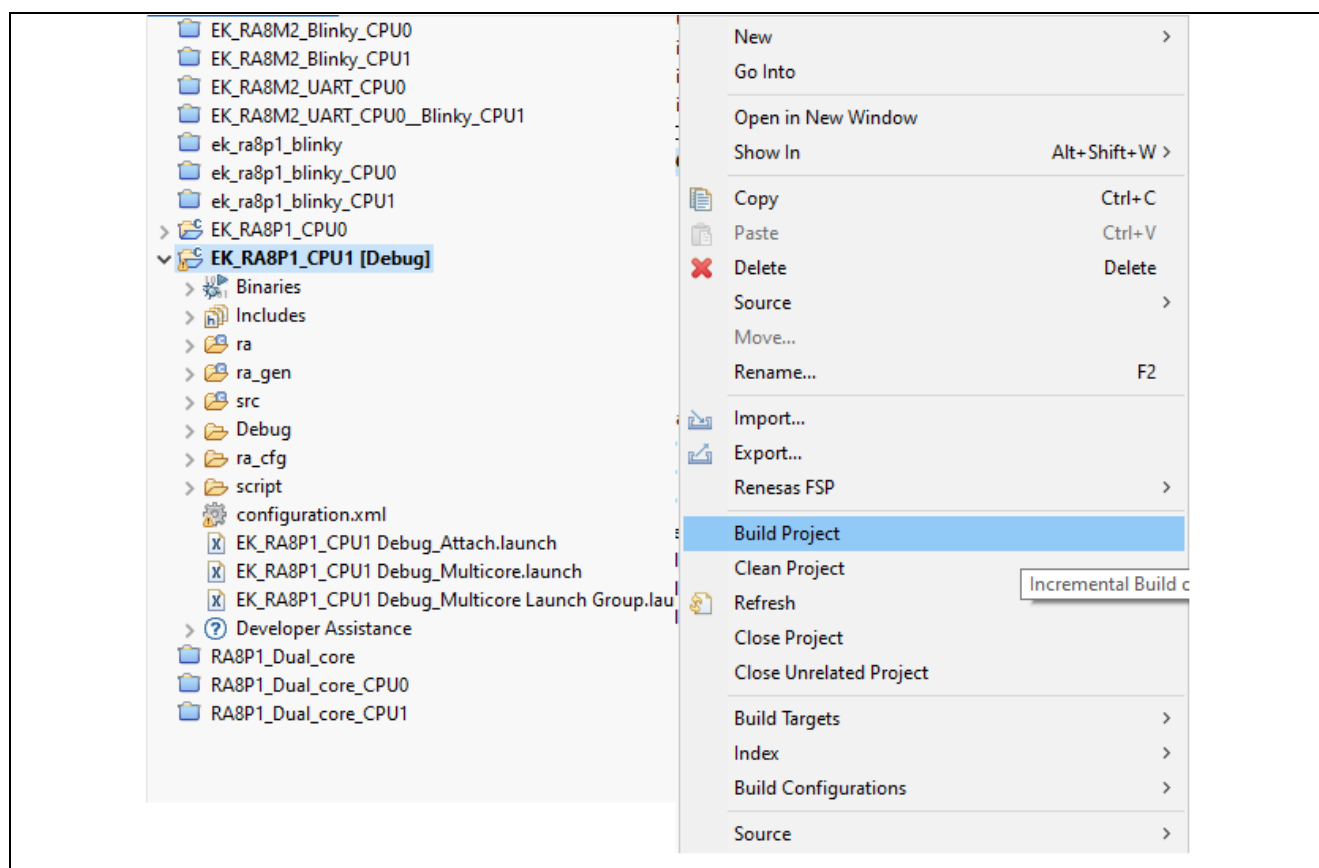 EK_RA8M2_Blinky_CPU0
EK_RA8M2_Blinky_CPU1
EK_RA8M2_UART_CPU0
EK_RA8M2_UART_CPU0__Blinky_CPU1
ek_ra8p1_blinky
ek_ra8p1_blinky_CPU0
ek_ra8p1_blinky_CPU1
EK_RA8P1_CPU0
EK_RA8P1_CPU1 [Debug]
Binaries
Includes
ra
ra_gen
src
Debug
ra_cfg
script
configuration.xml
EK_RA8P1_CPU1 Debug_Attach.launch
EK_RA8P1_CPU1 Debug_Multicore.launch
EK_RA8P1_CPU1 Debug_Multicore Launch Group.lau
Developer Assistance
RA8P1_Dual_core
RA8P1_Dual_core_CPU0
RA8P1_Dual_core_CPU1
New
Go Into
Open in New Window
Show In Alt+Shift+W >
Copy Ctrl+C
Paste Ctrl+V
Delete Delete
Source
Move...
Rename... F2
Import...
Export...
Renesas FSP
Build Project
Clean Project
Incremental Build
Refresh
Close Project
Close Unrelated Project
Build Targets
Index
Build Configurations
Source